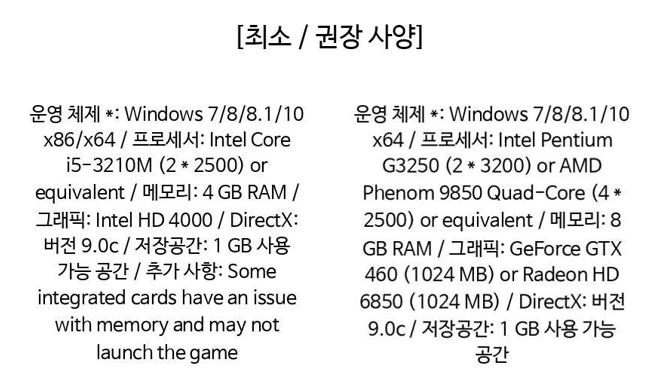 [최소 / 권장 사양]
운영 체제 *: Windows 7/8/8.1/10
x86/x64 / 프로세서: Intel Core
i5-3210M (2 * 2500) or
equivalent / 메모리: 4 GB RAM /
그래픽: Intel HD 4000 / DirectX:
버전 9.0c / 저장공간: 1 GB 사용
가능 공간 / 추가 사항: Some
integrated cards have an issue
with memory and may not
launch the game
운영 체제 *: Windows 7/8/8.1/10
x64 / 프로세서: Intel Pentium
G3250 (2 * 3200) or AMD
Phenom 9850 Quad-Core (4 *
2500) or equivalent / 메모리: 8
GB RAM / 그래픽: GeForce GTX
460 (1024 MB) or Radeon HD
6850 (1024 MB) / DirectX: 버전
9.0c / 저장공간: 1 GB 사용 가능
공간